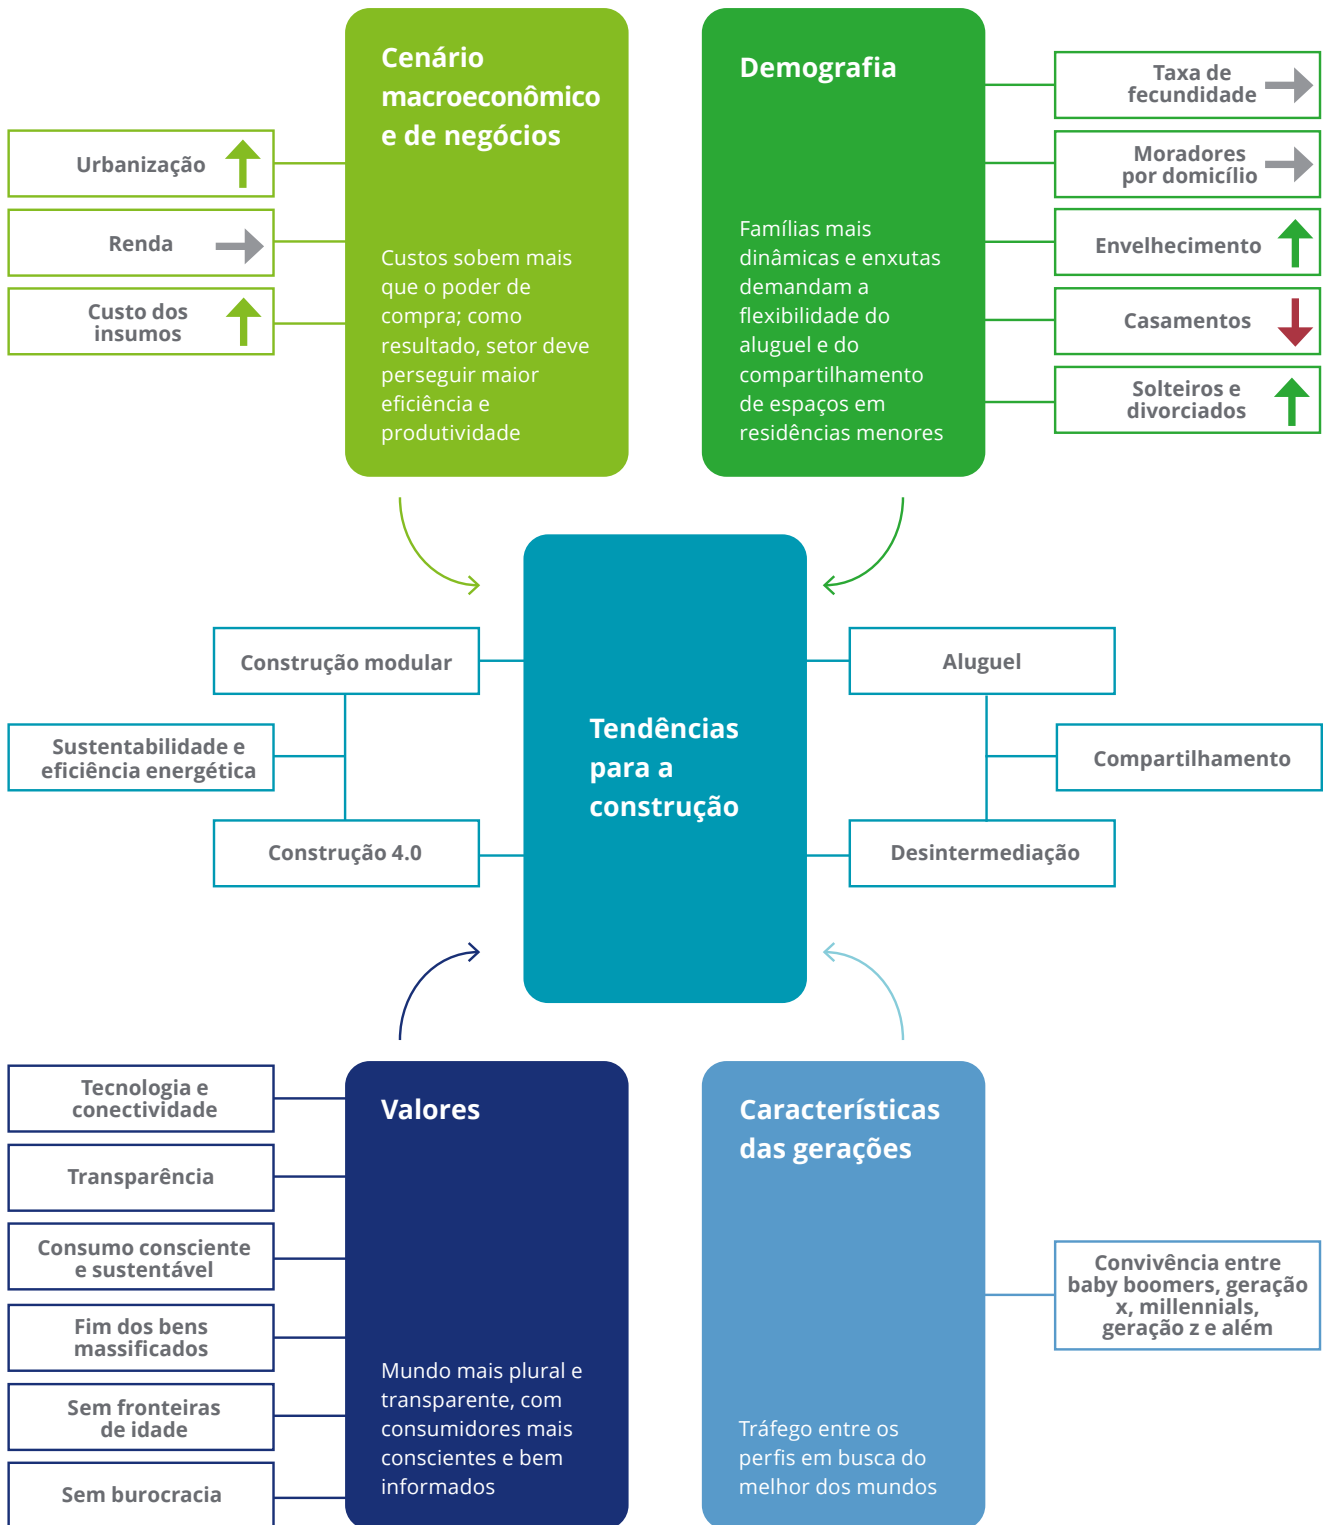 Cenário
macroeconômico
e de negócios
Custos sobem mais
que o poder de
compra; como
resultado, setor deve
perseguir maior
eficiência e
produtividade
Urbanização
Renda
Custo dos
insumos
Demografia
Famílias mais
dinâmicas e enxutas
demandam a
flexibilidade do
aluguel e do
compartilhamento
de espaços em
residências menores
Taxa de
fecundidade
Moradores
por domicílio
Envelhecimento
Casamentos
Solteiros e
divorciados
Tendências
para a
construção
Construção modular
Sustentabilidade e
eficiência energética
Construção 4.0
Aluguel
Compartilhamento
Desintermediação
Valores
Mundo mais plural e
transparente, com
consumidores mais
conscientes e bem
informados
Tecnologia e
conectividade
Transparência
Consumo consciente
e sustentável
Fim dos bens
massificados
Sem fronteiras
de idade
Sem burocracia
Características
das gerações
Tráfego entre os
perfis em busca do
melhor dos mundos
Convivência entre
baby boomers, geração
x, millennials,
geração z e além